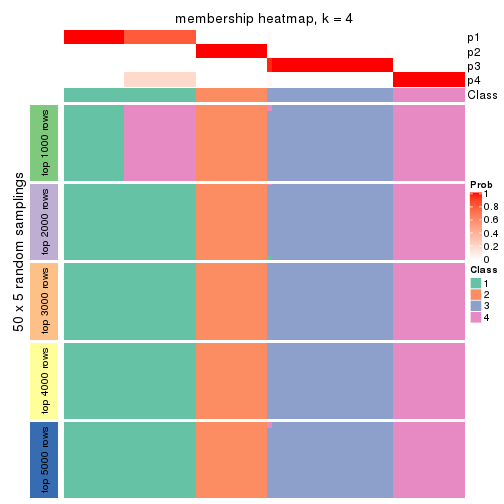 membership heatmap, k = 4
p1
p2
p3
p4
Class
50 x 5 random samplings
top 1000 rows
top 2000 rows
top 3000 rows
top 4000 rows
top 5000 rows
Prob
1
0.8
0.6
0.4
0.2
0
Class
1
2
3
4